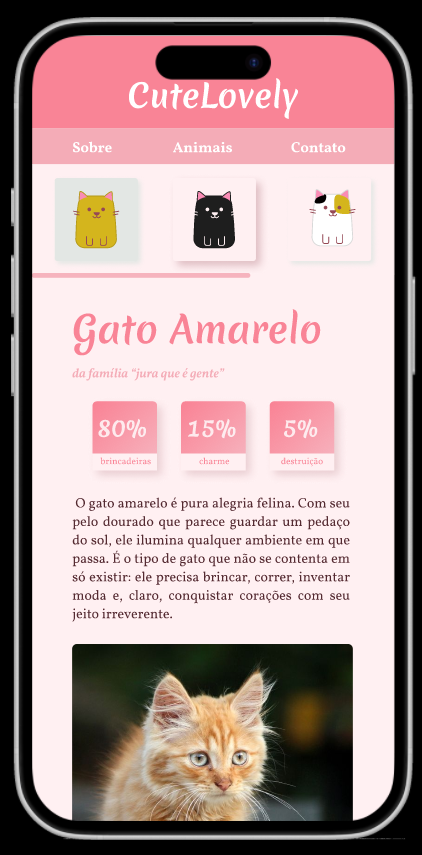 CuteLovely
Sobre Animais Contato
Gato Amarelo
da família “jura que é gente”
80% 15% 5%
brincadeiras charme destruição
O gato amarelo é pura alegria felina. Com seu
pelo dourado que parece guardar um pedaço
do sol, ele ilumina qualquer ambiente em que
passa. É o tipo de gato que não se contenta em
só existir: ele precisa brincar, correr, inventar
moda e, claro, conquistar corações com seu
jeito irreverente.